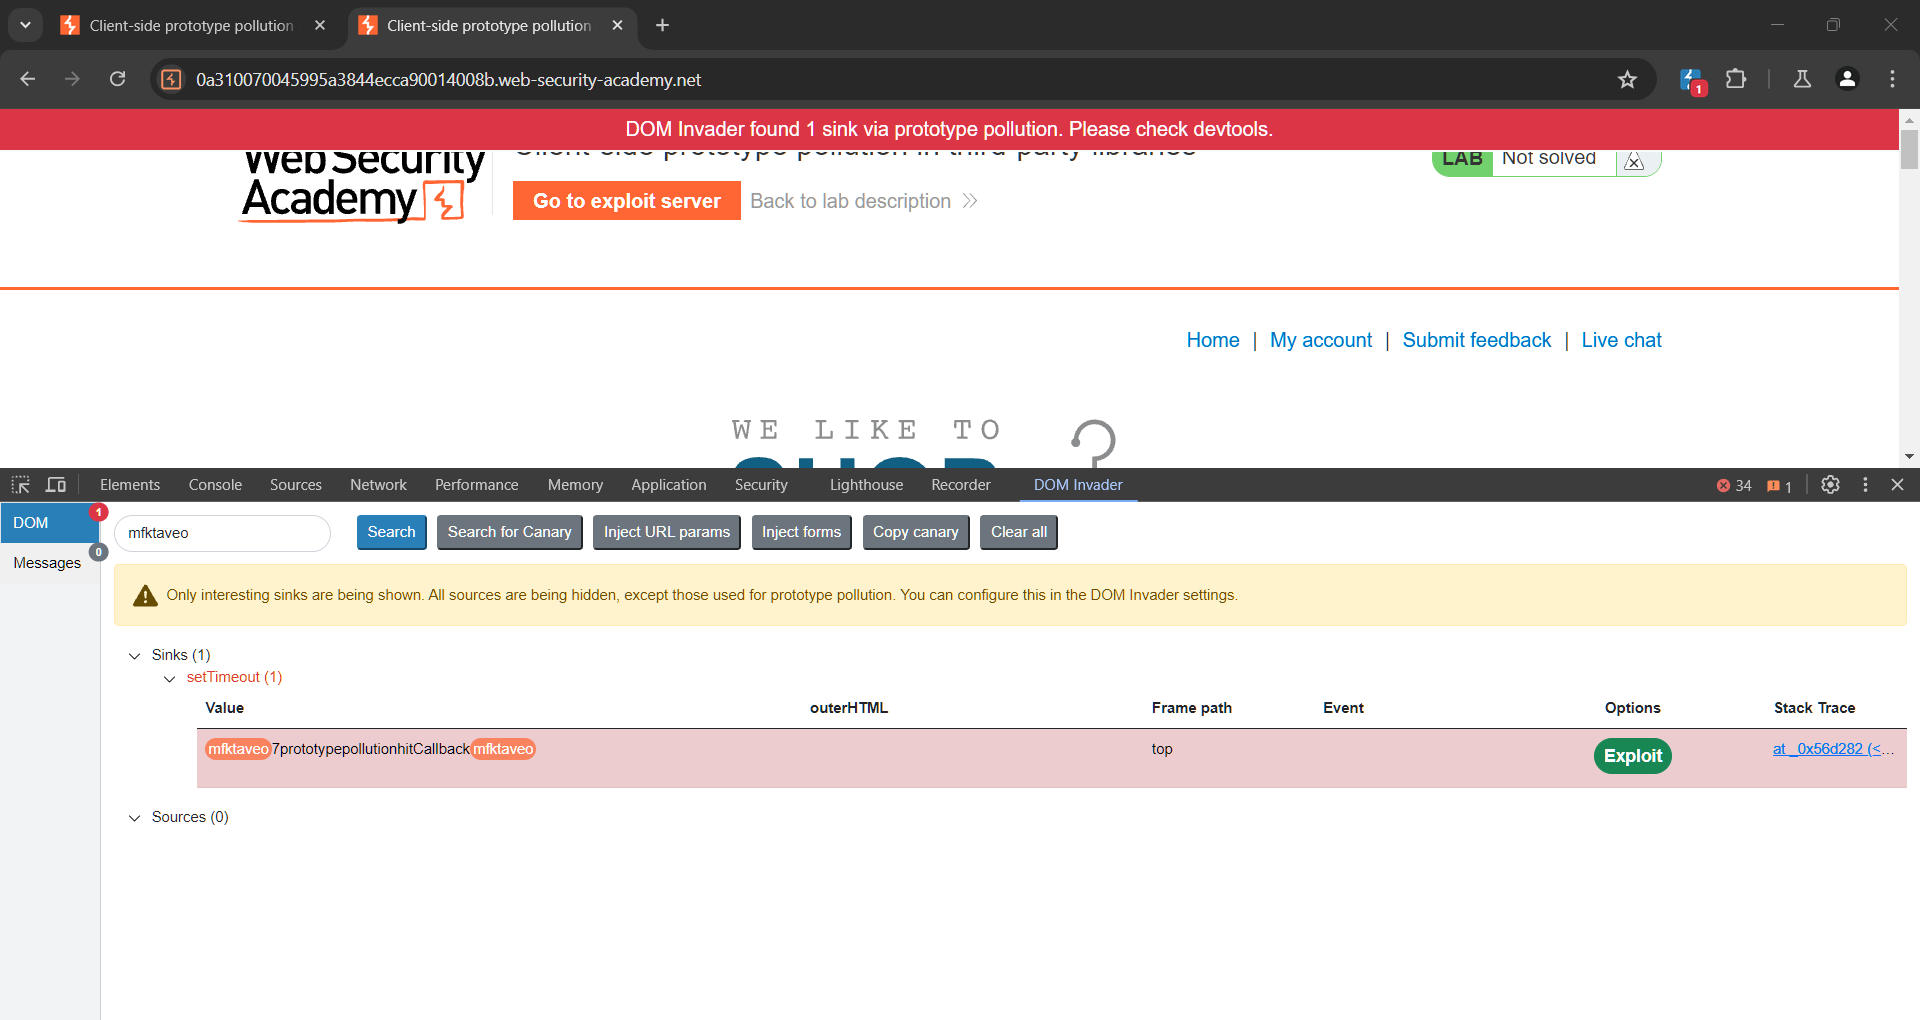 Client-side prototype pollution
Client-side prototype pollution
0a310070045995a3844ecca90014008b.web-security-academy.net
1
DOM Invader found 1 sink via prototype pollution. Please check devtools.
Web Security
Academy
Client-side prototype pollution in third-party libraries
LAB Not solved
Go to exploit server
Back to lab description
Home | My account | Submit feedback | Live chat
WE LIKE TO
SHOP
Elements Console Sources Network Performance Memory Application Security Lighthouse Recorder DOM Invader 34 1
DOM 1
Messages 0
mfktaveo Search Search for Canary Inject URL params Inject forms Copy canary Clear all
Only interesting sinks are being shown. All sources are being hidden, except those used for prototype pollution. You can configure this in the DOM Invader settings.
Sinks (1)
setTimeout (1)
Value outerHTML Frame path Event Options Stack Trace
mfktaveo7prototypepollutionhitCallbackmfktaveo top Exploit at _0x56d282 (<...
Sources (0)